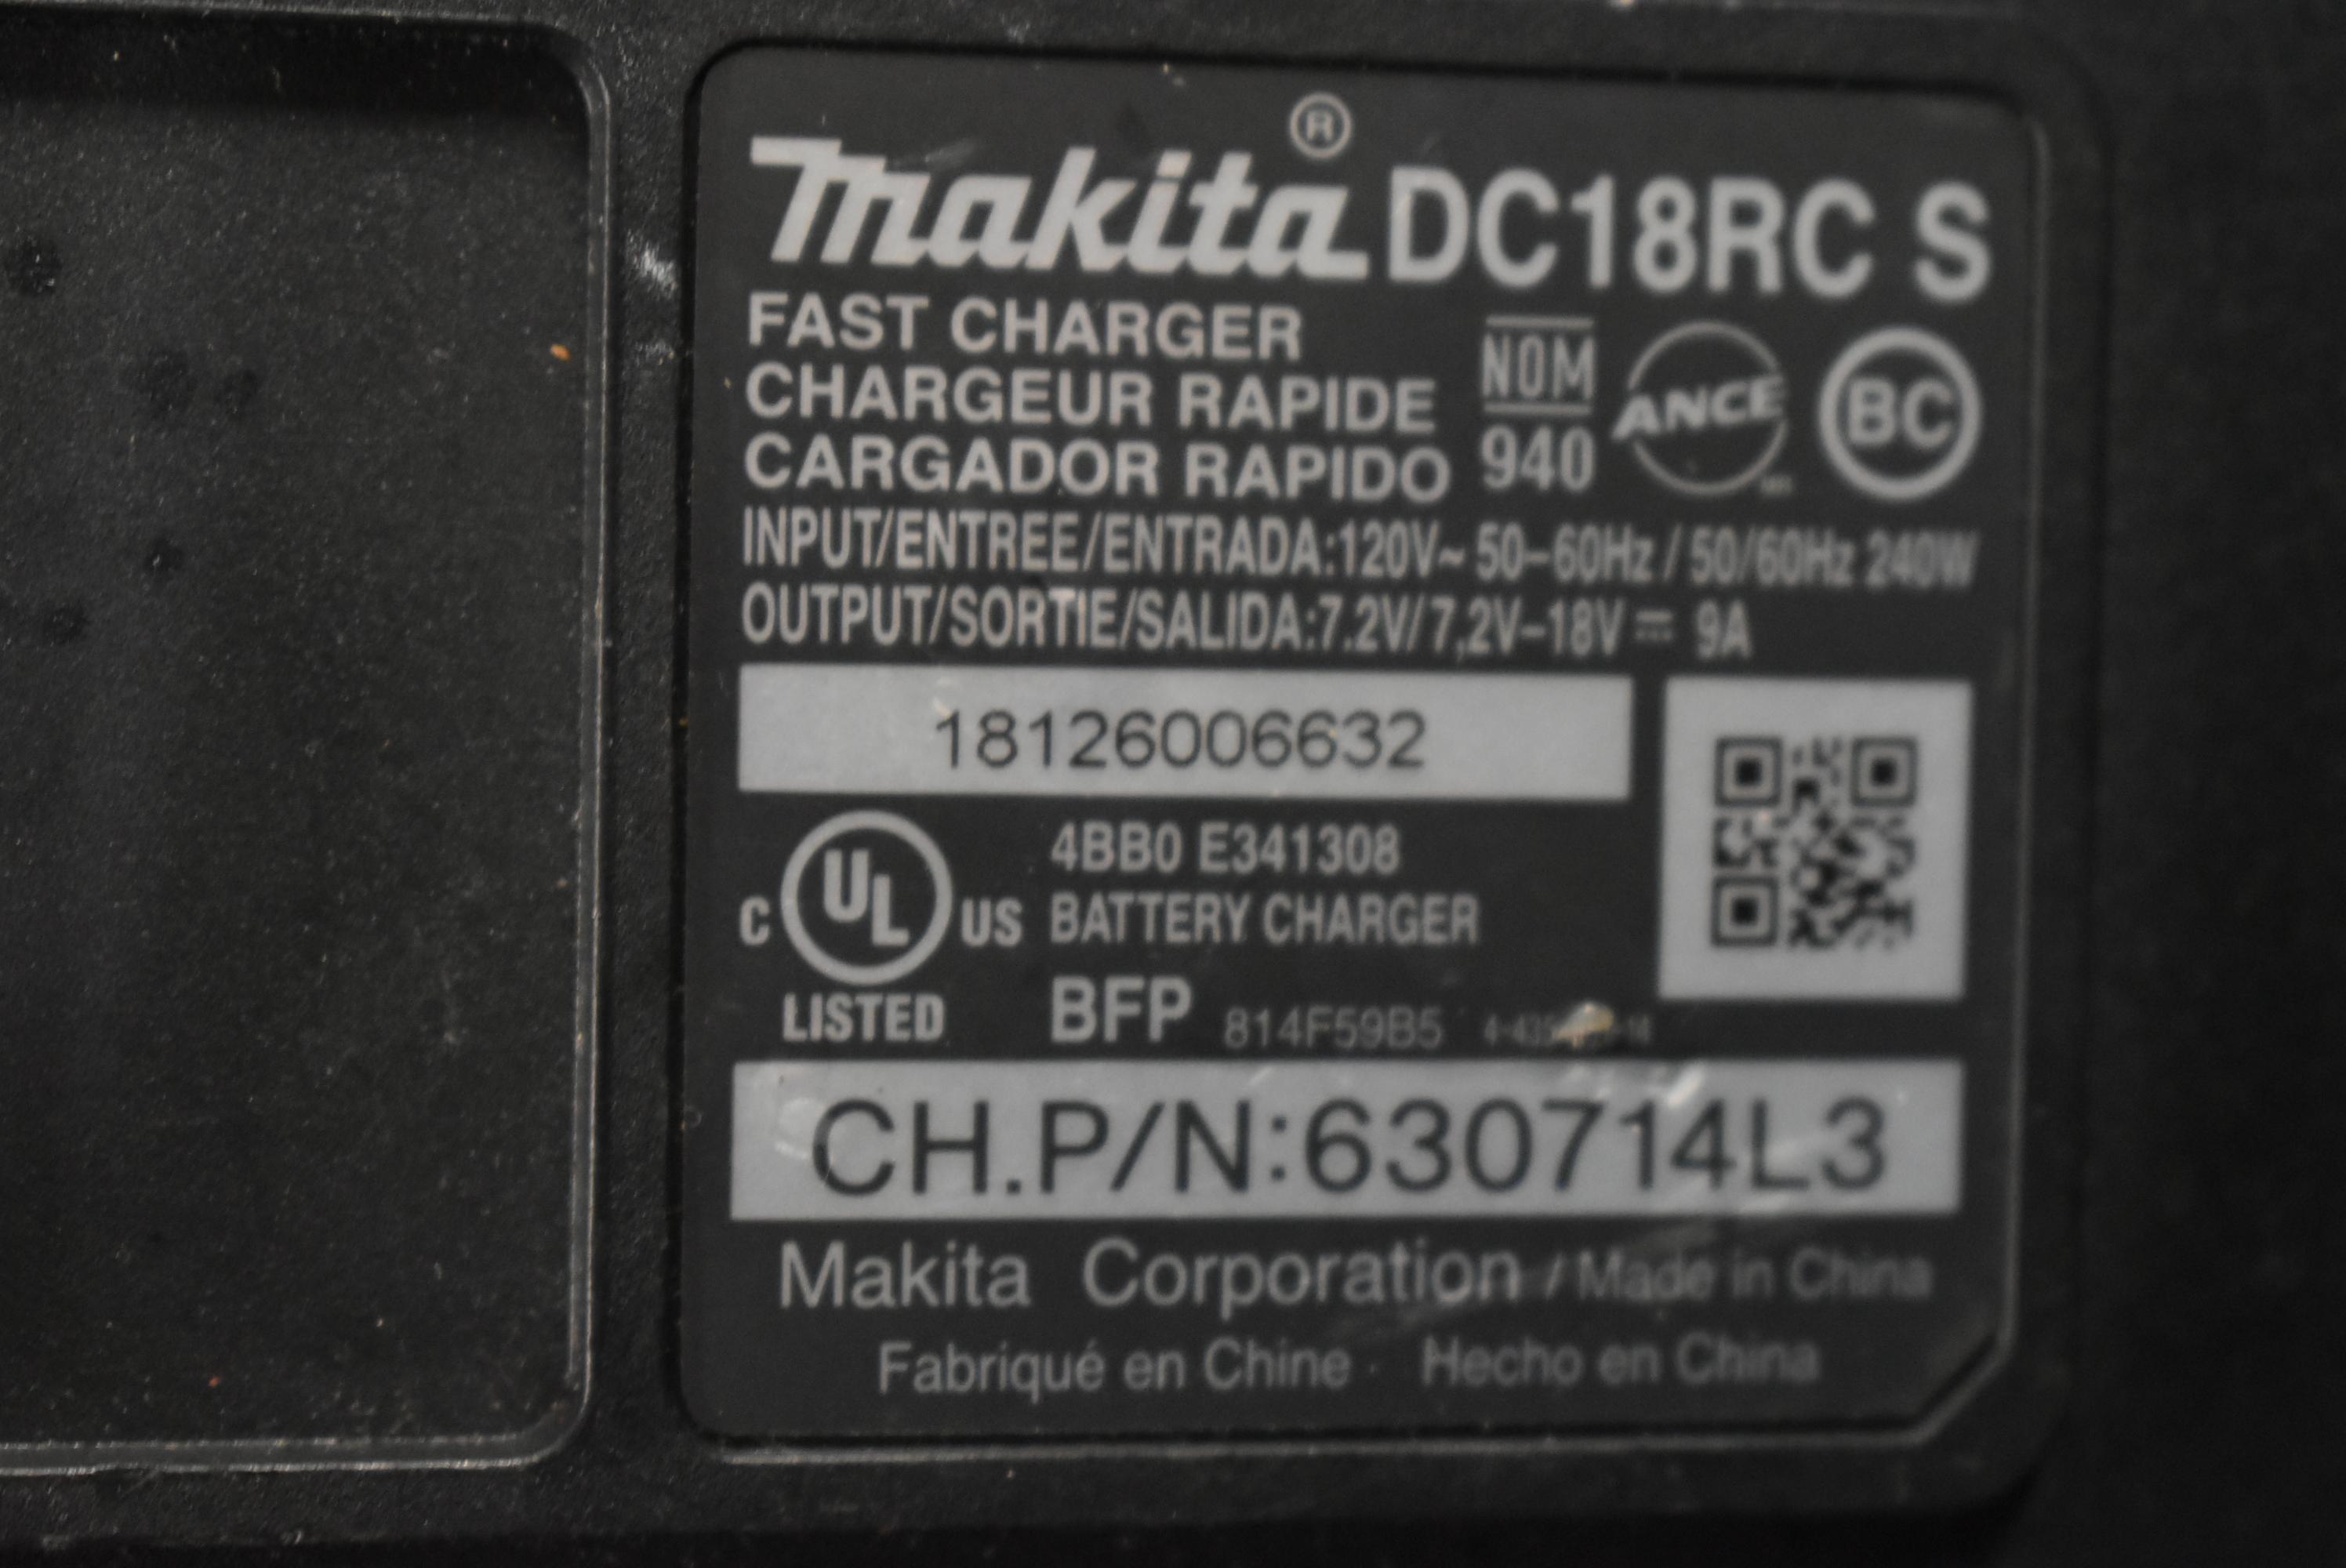 makita® DC18RC S
FAST CHARGER
CHARGEUR RAPIDE
CARGADOR RAPIDO
NOM
940
ANCE
BC
INPUT/ENTREE/ENTRADA:120V~ 50–60Hz / 50/60Hz 240W
OUTPUT/SORTIE/SALIDA:7.2V/7,2V–18V⎓ 9A
18126006632
C UL US
LISTED
4BB0 E341308
BATTERY CHARGER
BFP 814F59B5
CH.P/N:630714L3
Makita Corporation / Made in China
Fabriqué en Chine · Hecho en China